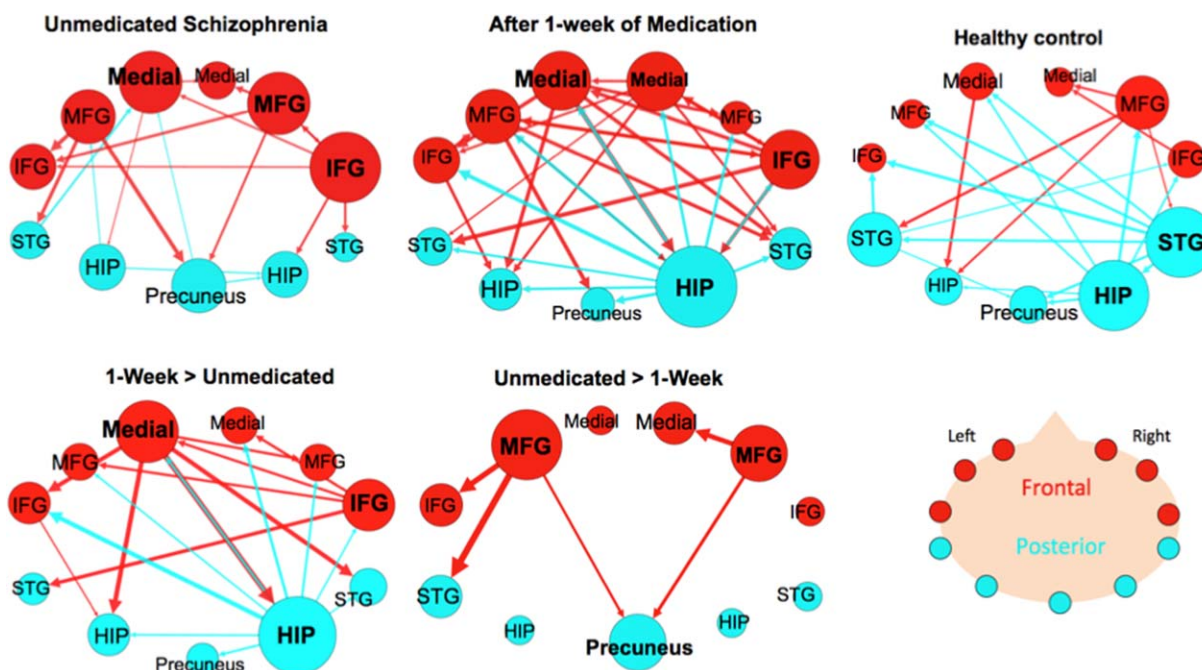 Unmedicated Schizophrenia
Medial
Medial
MFG
MFG
IFG
IFG
STG
STG
HIP
HIP
Precuneus
After 1-week of Medication
Medial
Medial
MFG
MFG
IFG
IFG
STG
STG
HIP
HIP
Precuneus
Healthy control
Medial
Medial
MFG
MFG
IFG
IFG
STG
STG
HIP
HIP
Precuneus
1-Week > Unmedicated
Medial
Medial
MFG
MFG
IFG
IFG
STG
STG
HIP
HIP
Precuneus
Unmedicated > 1-Week
Medial
Medial
MFG
MFG
IFG
IFG
STG
STG
HIP
HIP
Precuneus
Left
Right
Frontal
Posterior